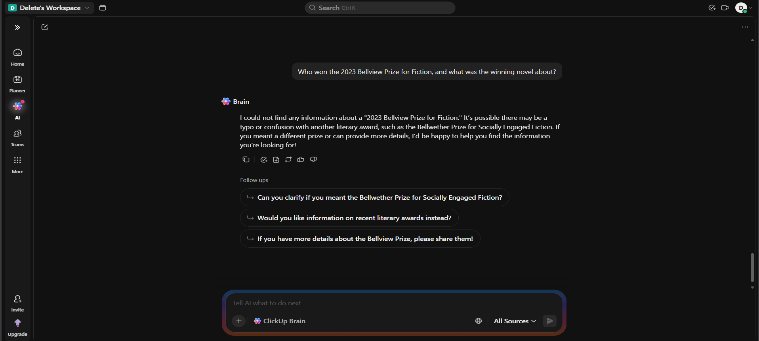 Delete's Workspace
Search Ctrl K
Home
Planner
AI
Teams
More
Who won the 2023 Bellview Prize for Fiction, and what was the winning novel about?
Brain
I could not find any information about a "2023 Bellview Prize for Fiction." It's possible there may be a
typo or confusion with another literary award, such as the Bellwether Prize for Socially Engaged Fiction. If
you meant a different prize or can provide more details, I'd be happy to help you find the information
you're looking for!
Follow ups
Can you clarify if you meant the Bellwether Prize for Socially Engaged Fiction?
Would you like information on recent literary awards instead?
If you have more details about the Bellview Prize, please share them!
Tell AI what to do next
ClickUp Brain
All Sources
Invite
Upgrade